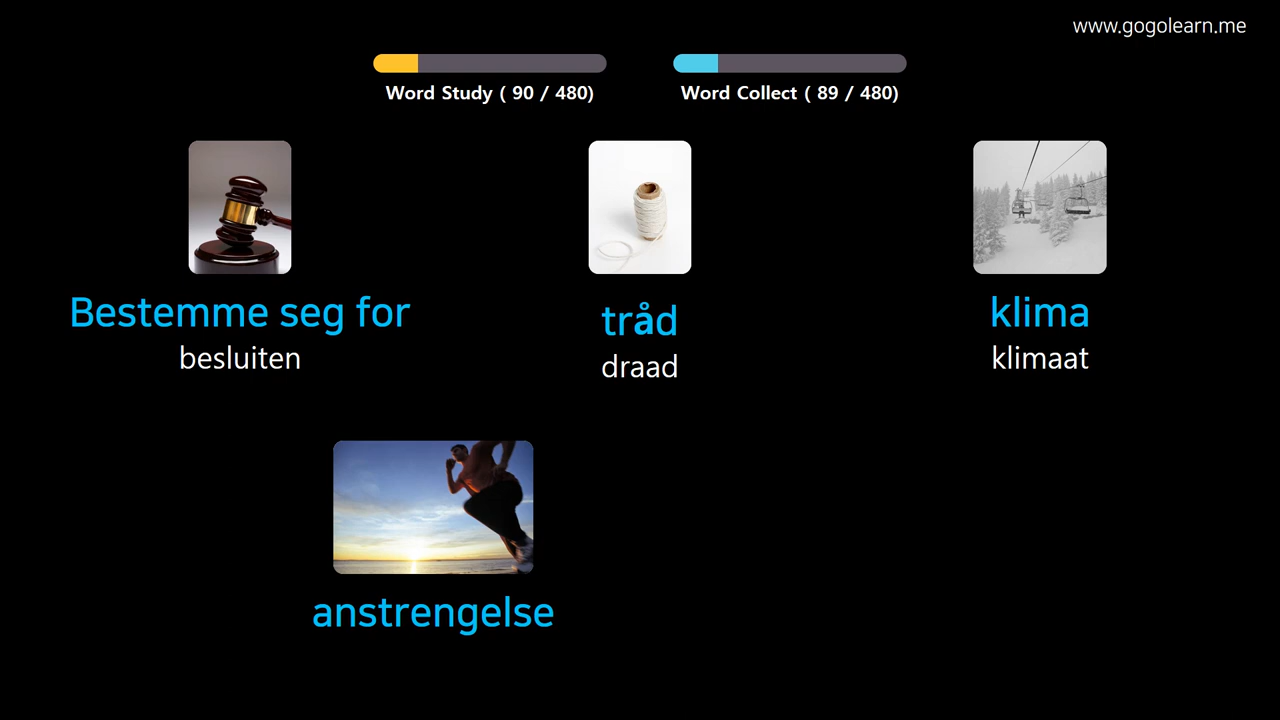 www.gogolearn.me
Word Study ( 90 / 480)
Word Collect ( 89 / 480)
Bestemme seg for
besluiten
tråd
draad
klima
klimaat
anstrengelse